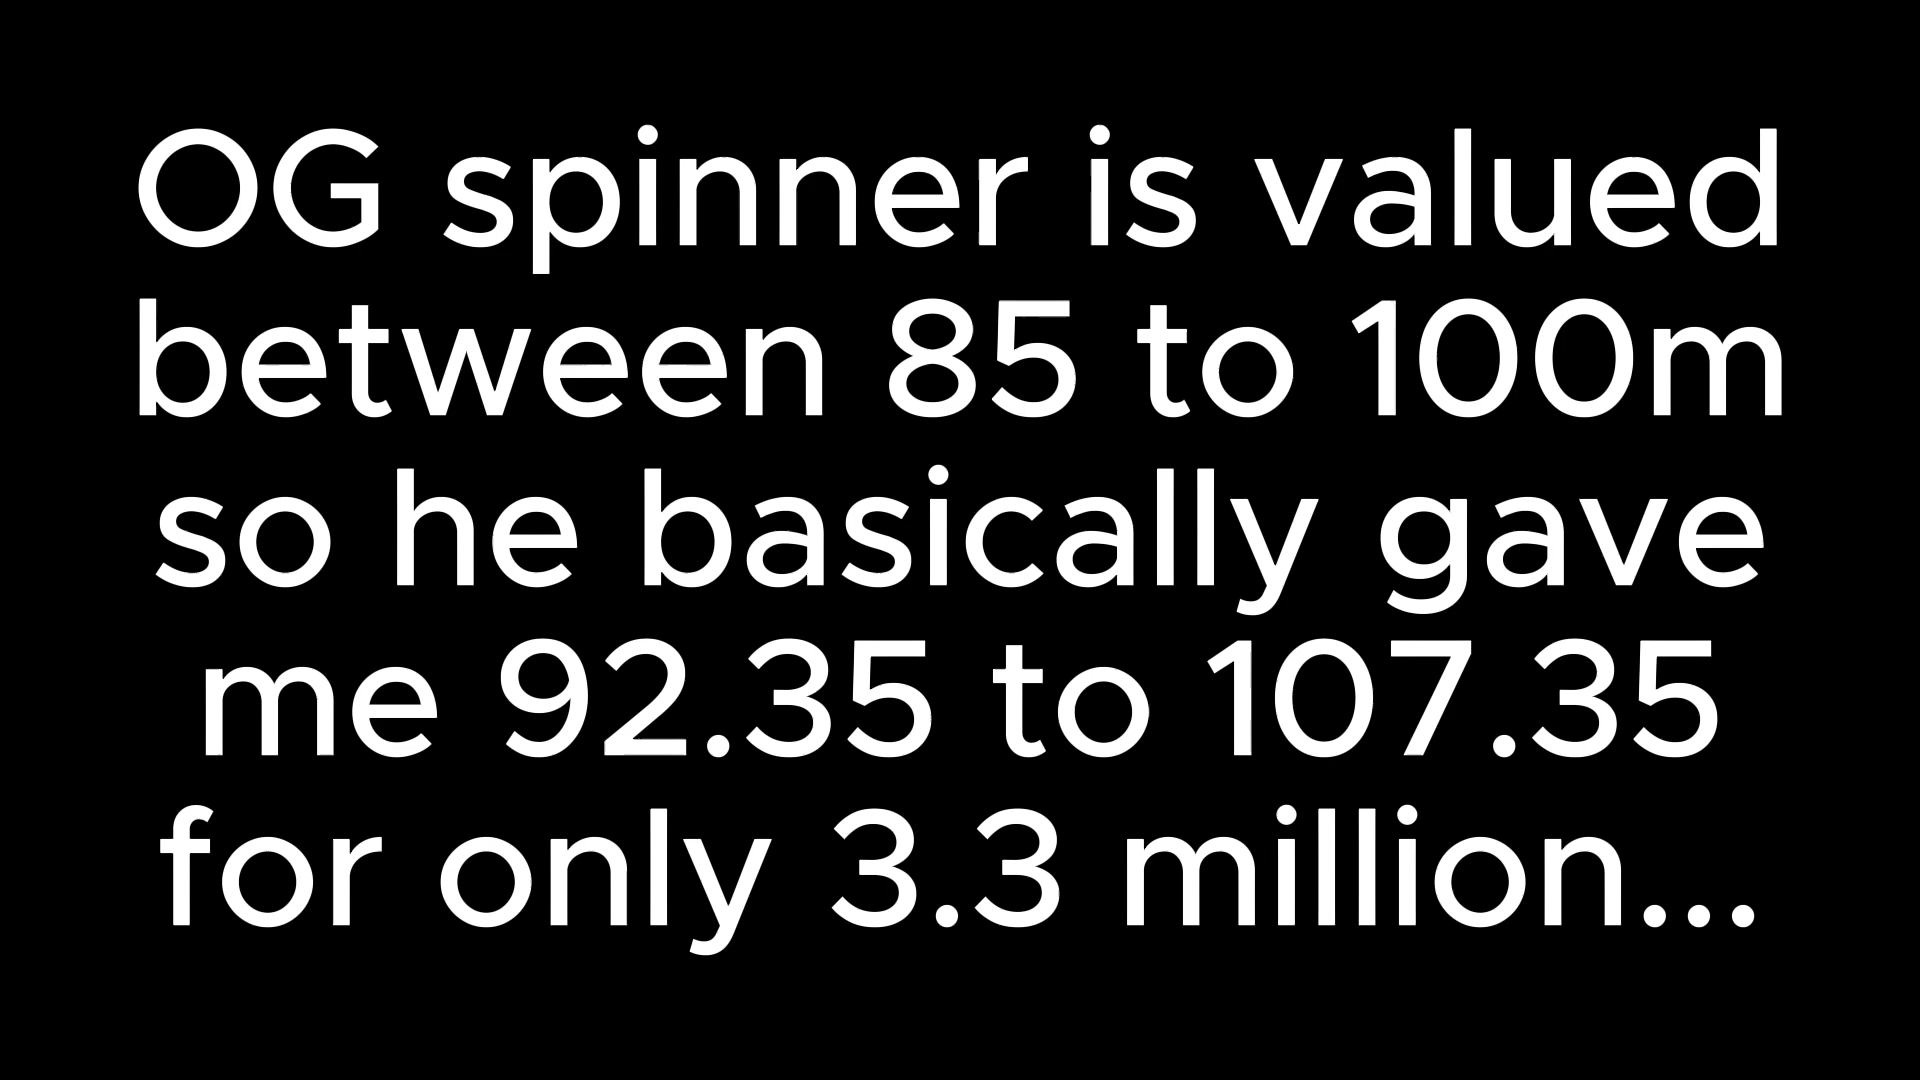 OG spinner is valued
between 85 to 100m
so he basically gave
me 92.35 to 107.35
for only 3.3 million...